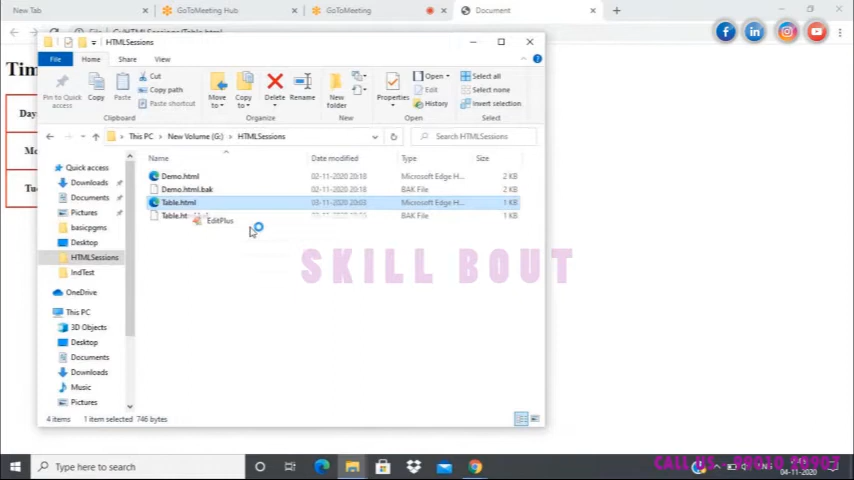 New Tab
GoToMeeting Hub
GoToMeeting
Document
HTMLSessions
File
Home
Share
View
Pin to Quick access
Copy
Paste
Cut
Copy path
Paste shortcut
Clipboard
Move to
Copy to
Delete
Rename
Organize
New folder
New
Properties
Open
Edit
History
Open
Select all
Select none
Invert selection
Select
This PC
New Volume (G:)
HTMLSessions
Search HTMLSessions
Quick access
Downloads
Documents
Pictures
basicpgms
Desktop
HTMLSessions
IndTest
OneDrive
This PC
3D Objects
Desktop
Documents
Downloads
Music
Pictures
Name
Date modified
Type
Size
Demo.html
02-11-2020 20:18
Microsoft Edge H...
2 KB
Demo.html.bak
02-11-2020 20:18
BAK File
2 KB
Table.html
03-11-2020 20:03
Microsoft Edge H...
1 KB
BAK File
1 KB
EditPlus
4 items
1 item selected 746 bytes
SKILL BOUT
Type here to search
ENG
04-11-2020